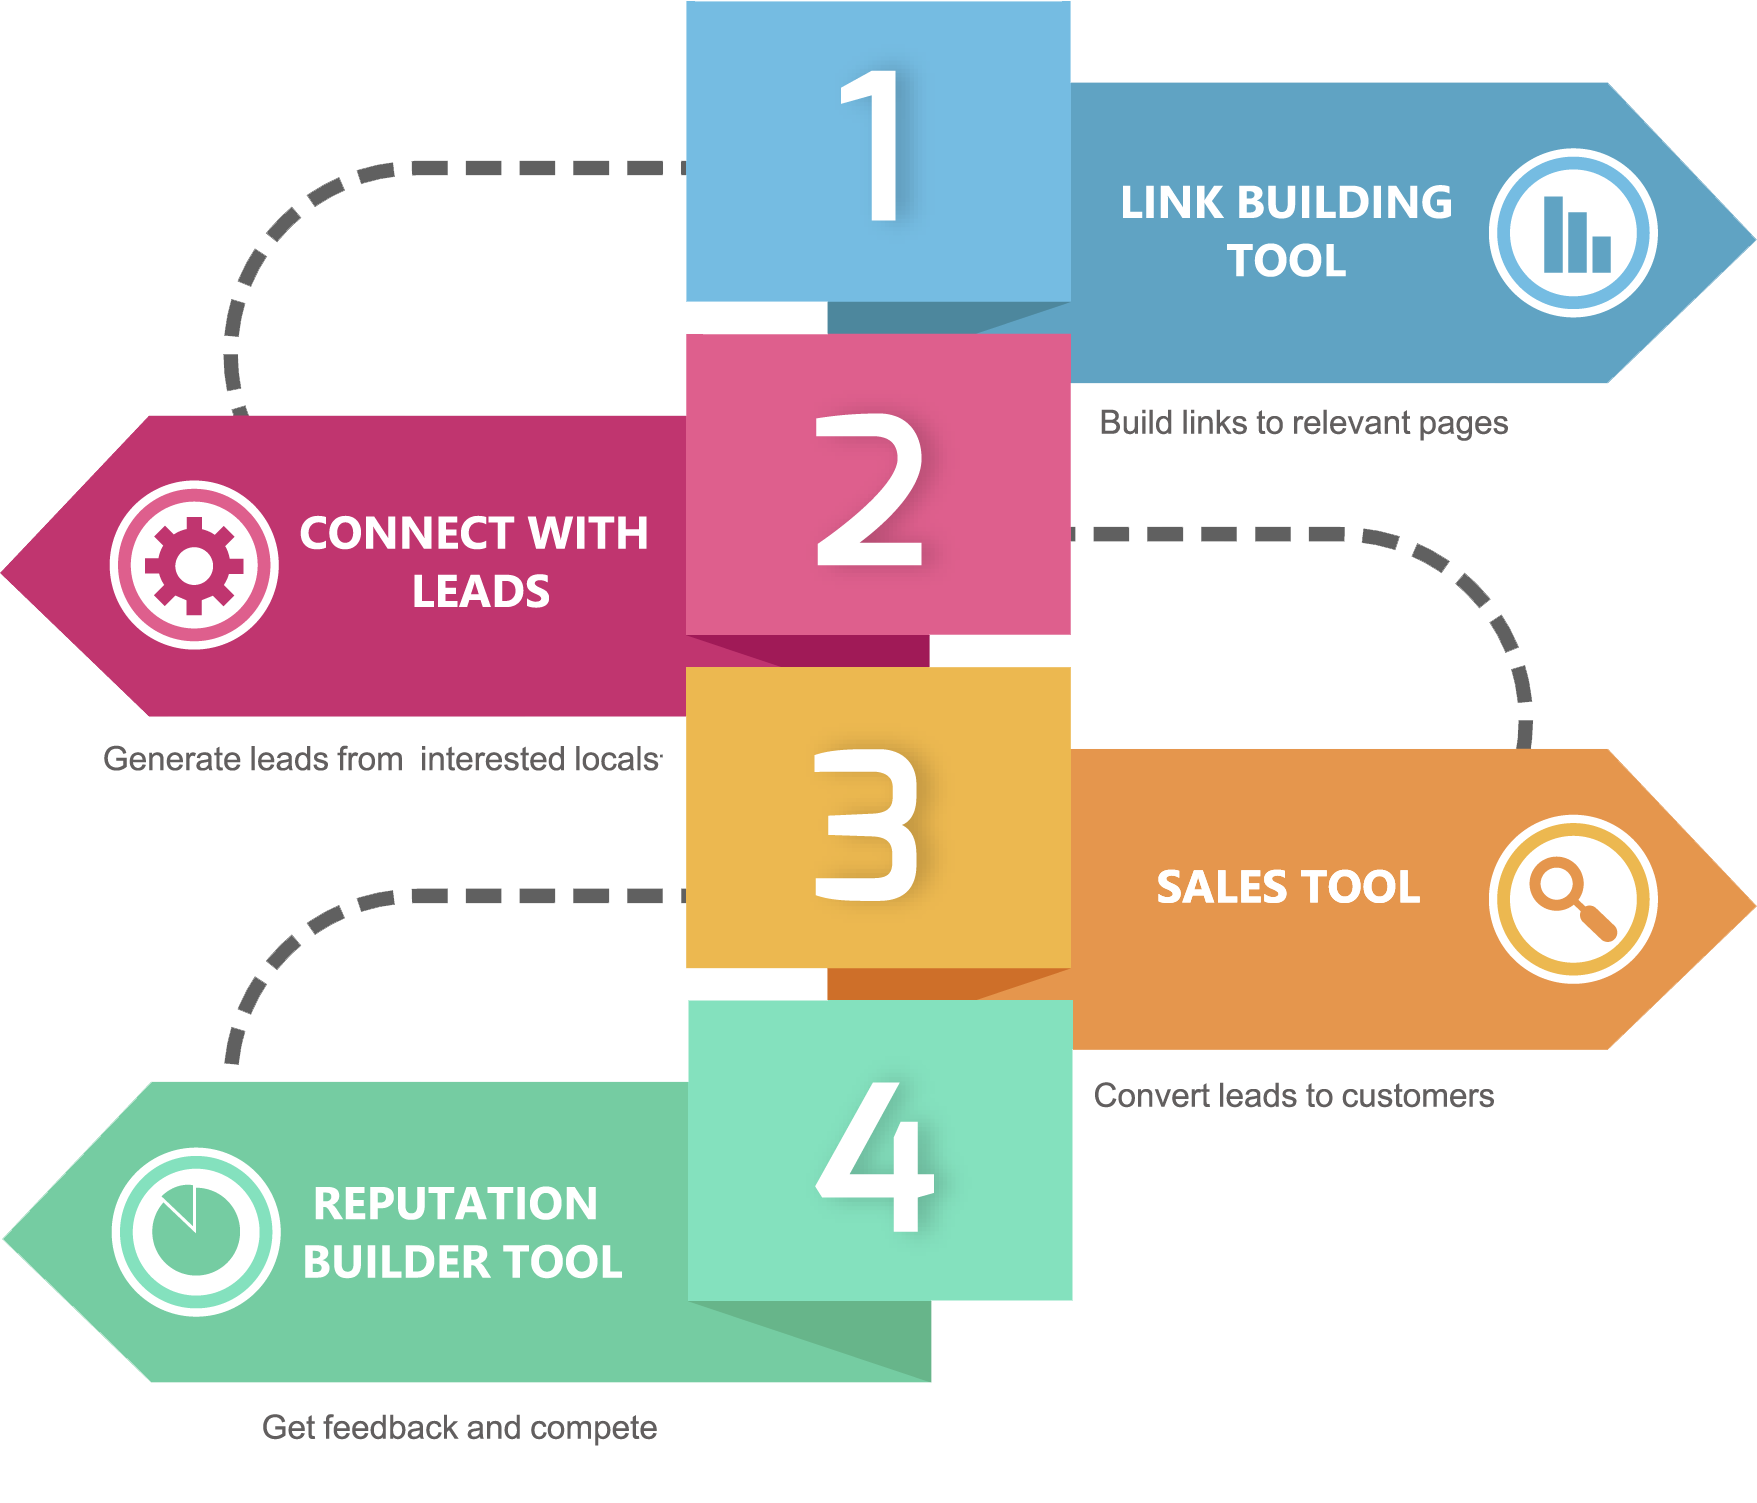 1
LINK BUILDING
TOOL
Build links to relevant pages
2
CONNECT WITH
LEADS
Generate leads from interested locals
3
SALES TOOL
Convert leads to customers
4
REPUTATION
BUILDER TOOL
Get feedback and compete